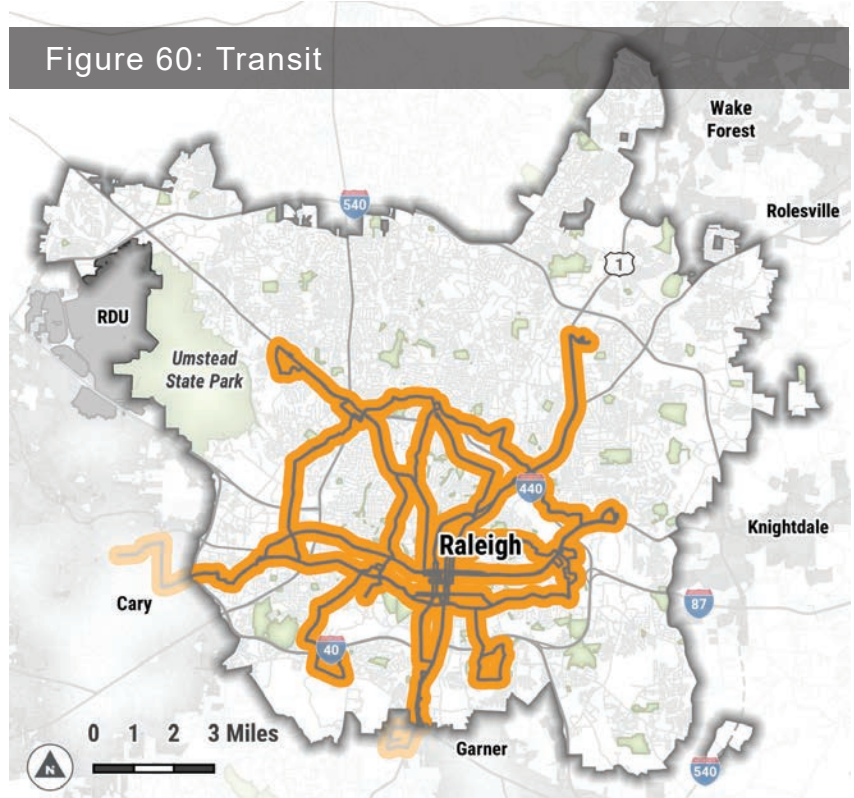 Figure 60: Transit
Wake
Forest
540
Rolesville
1
RDU
Umstead
State Park
440
Raleigh
Knightdale
Cary
87
40
0 1 2 3 Miles
Garner
N
540